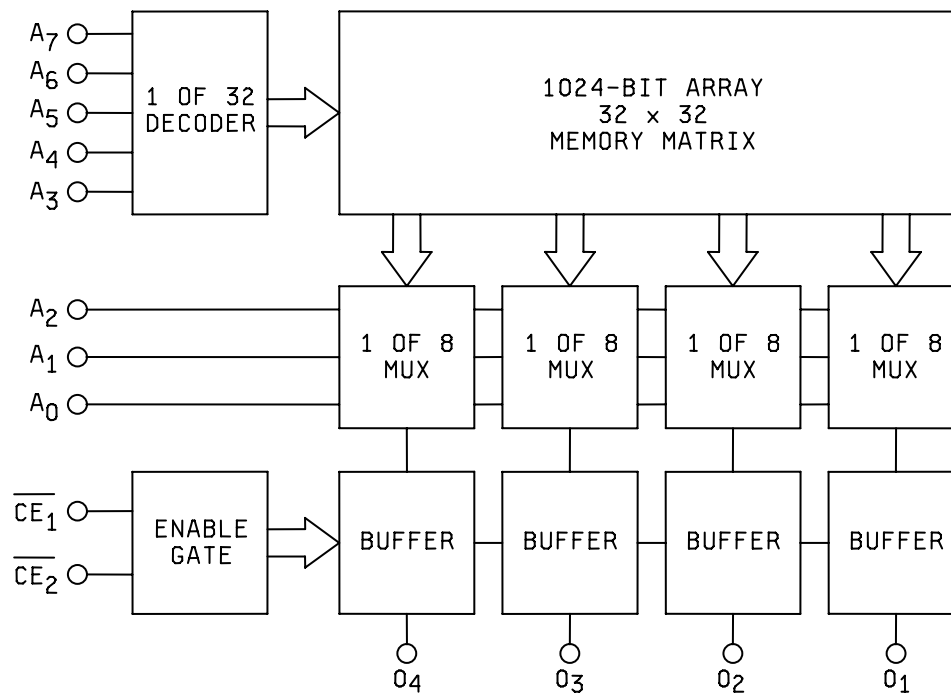 A7
A6
A5
A4
A3
1 OF 32
DECODER
1024-BIT ARRAY
32 x 32
MEMORY MATRIX
A2
A1
A0
1 OF 8
MUX
1 OF 8
MUX
1 OF 8
MUX
1 OF 8
MUX
CE1
CE2
ENABLE
GATE
BUFFER
BUFFER
BUFFER
BUFFER
O4
O3
O2
O1